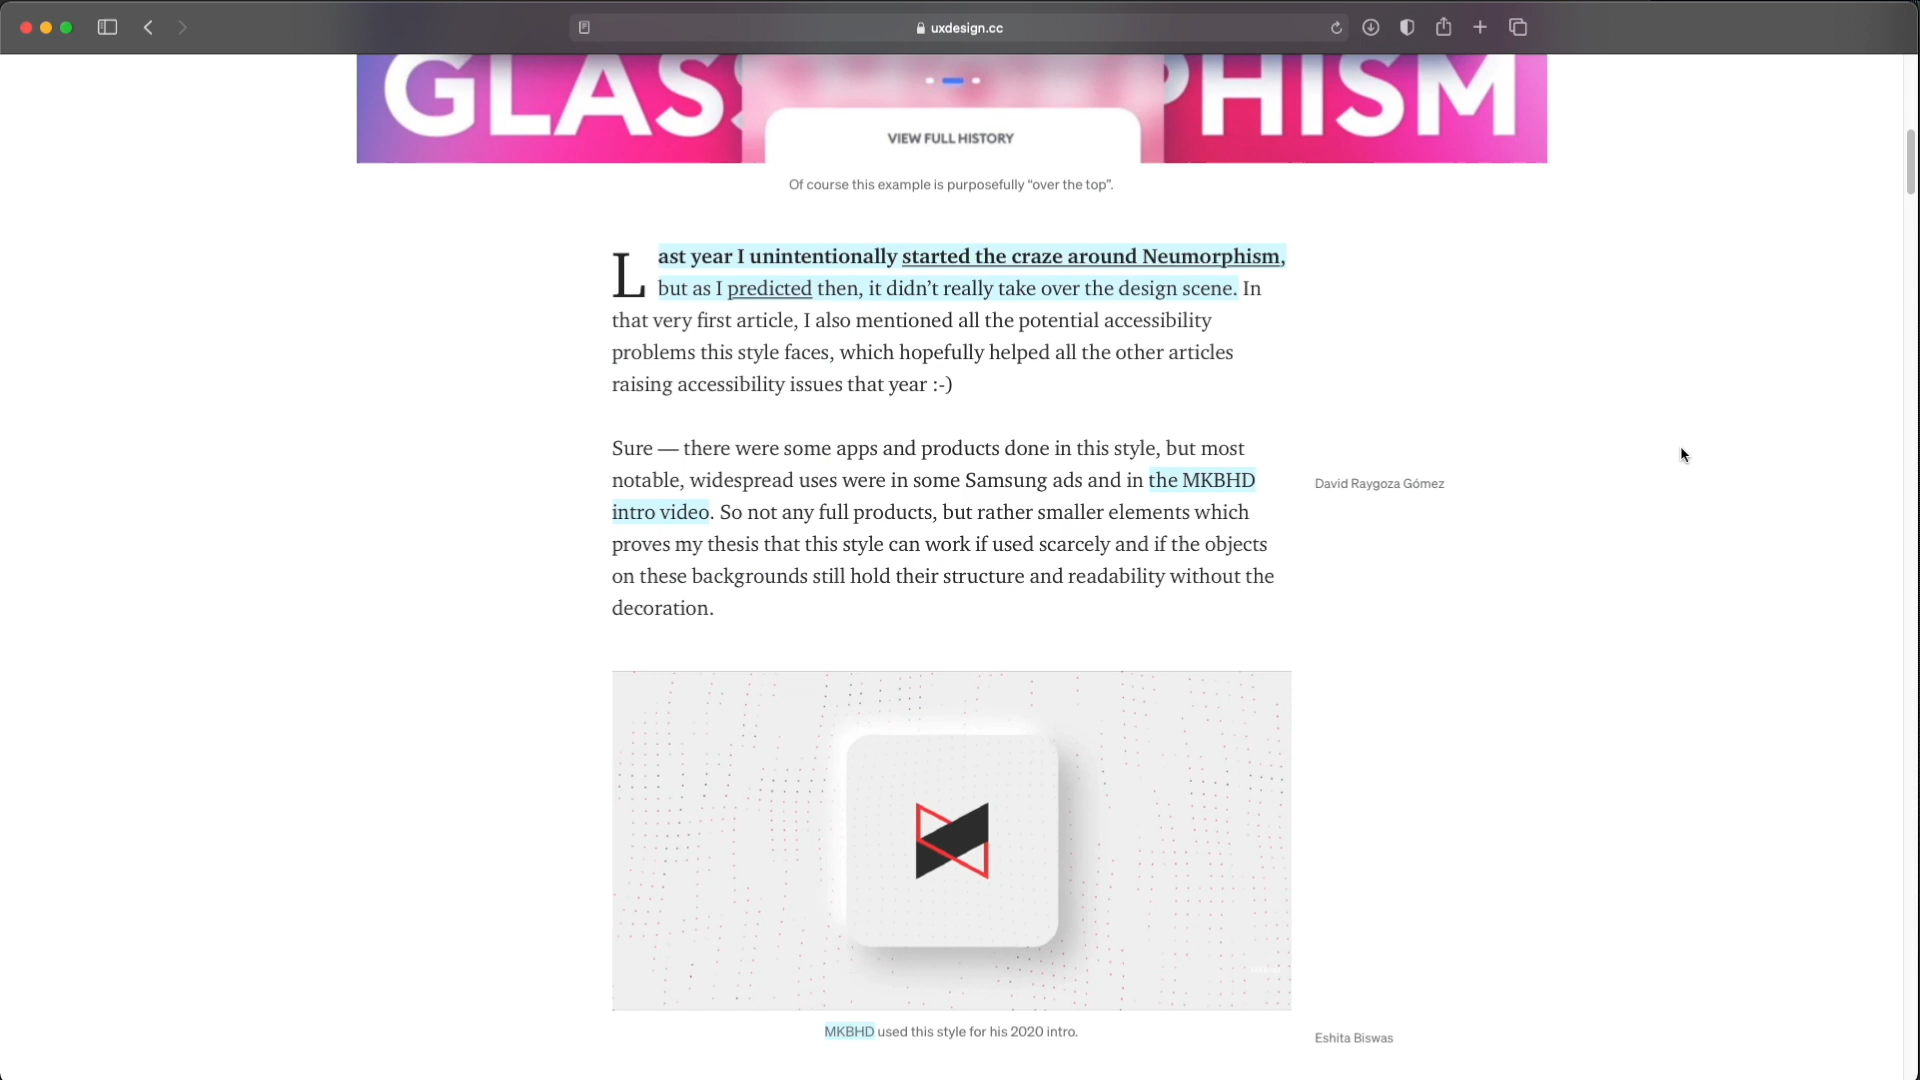 uxdesign.cc
GLAS PHISM
VIEW FULL HISTORY
Of course this example is purposefully “over the top”.
Last year I unintentionally started the craze around Neumorphism,
but as I predicted then, it didn’t really take over the design scene. In
that very first article, I also mentioned all the potential accessibility
problems this style faces, which hopefully helped all the other articles
raising accessibility issues that year :-)
Sure — there were some apps and products done in this style, but most
notable, widespread uses were in some Samsung ads and in the MKBHD
intro video. So not any full products, but rather smaller elements which
proves my thesis that this style can work if used scarcely and if the objects
on these backgrounds still hold their structure and readability without the
decoration.
David Raygoza Gómez
MKBHD used this style for his 2020 intro.
Eshita Biswas